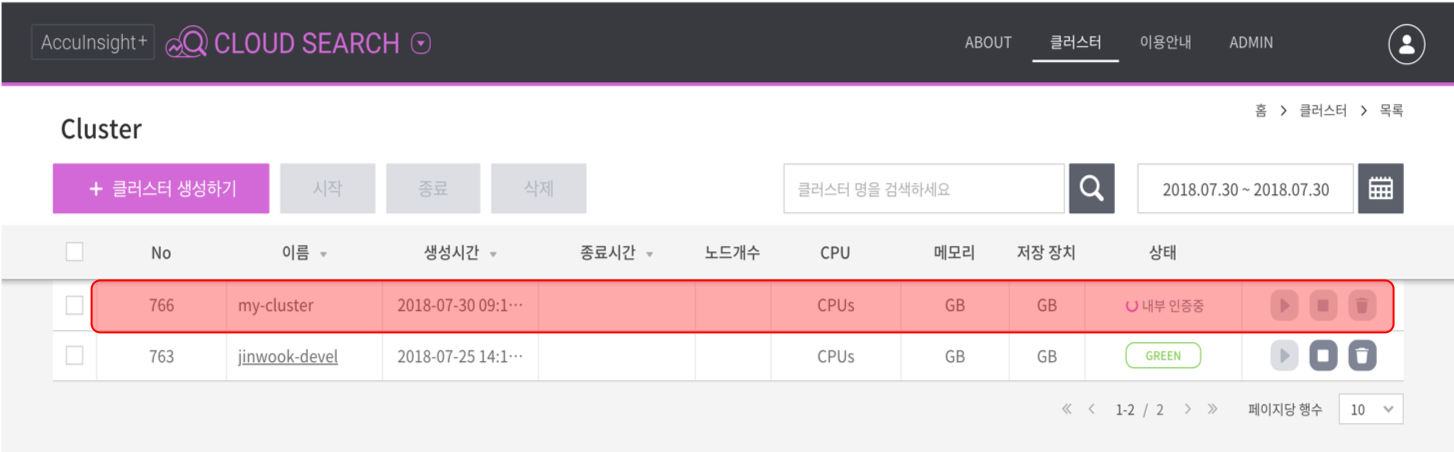 AccuInsight+ CLOUD SEARCH ABOUT 클러스터 이용안내 ADMIN
홈 > 클러스터 > 목록
Cluster
+ 클러스터 생성하기 시작 종료 삭제 클러스터 명을 검색하세요 2018.07.30 ~ 2018.07.30
No 이름 생성시간 종료시간 노드개수 CPU 메모리 저장 장치 상태
766 my-cluster 2018-07-30 09:1··· CPUs GB GB 내부 인증중
763 jinwook-devel 2018-07-25 14:1··· CPUs GB GB GREEN
« < 1-2 / 2 > » 페이지당 행수 10